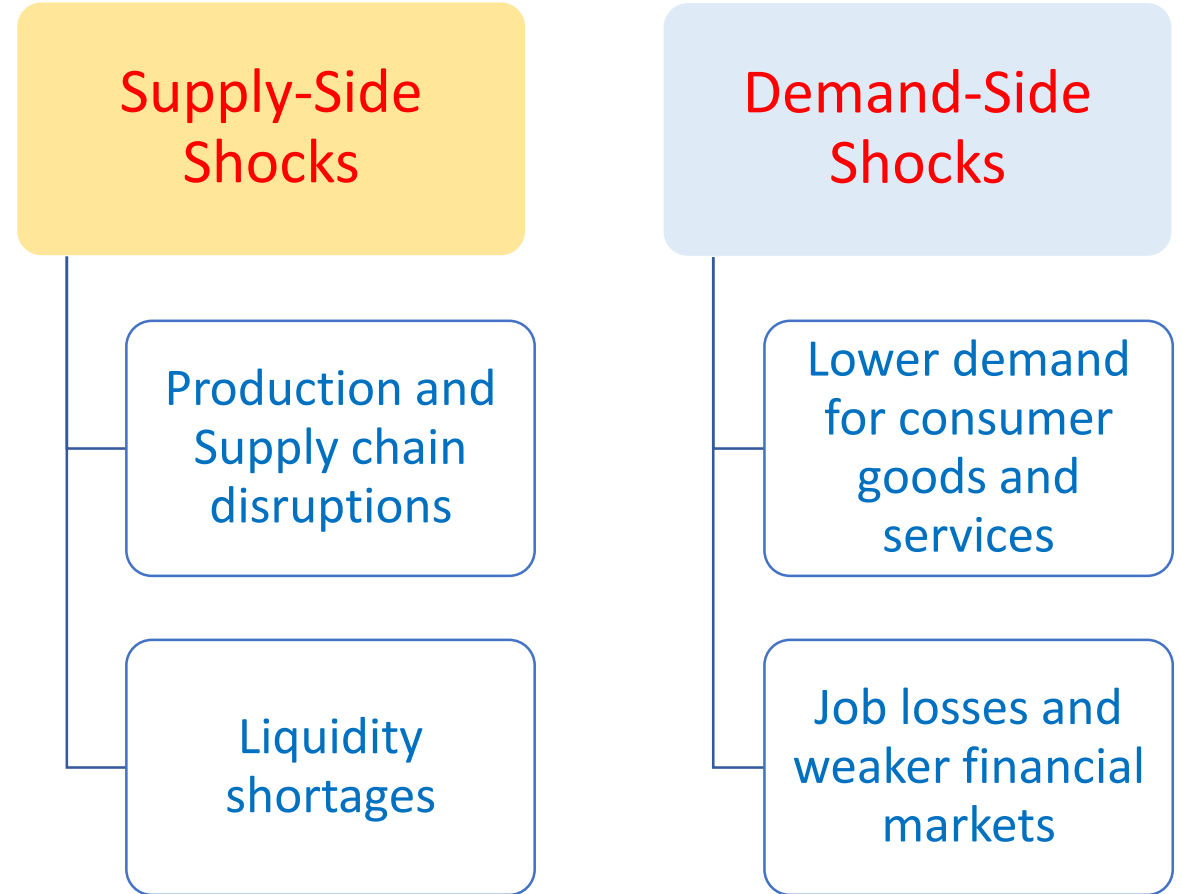 Supply-Side
Shocks
Production and
Supply chain
disruptions
Liquidity
shortages
Demand-Side
Shocks
Lower demand
for consumer
goods and
services
Job losses and
weaker financial
markets